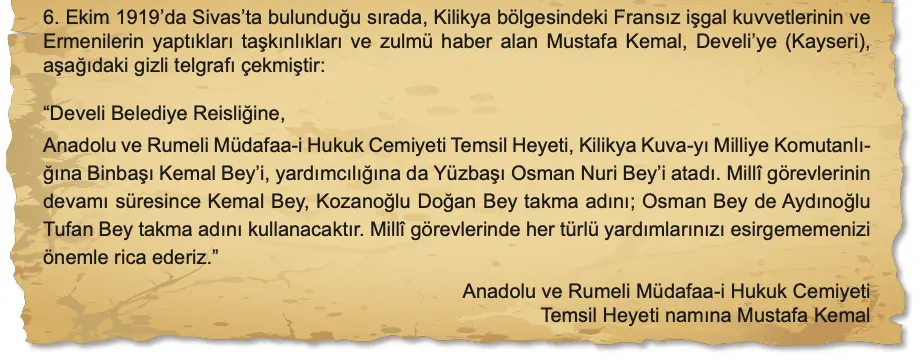 6. Ekim 1919’da Sivas’ta bulunduğu sırada, Kilikya bölgesindeki Fransız işgal kuvvetlerinin ve
Ermenilerin yaptıkları taşkınlıkları ve zulmü haber alan Mustafa Kemal, Develi’ye (Kayseri),
aşağıdaki gizli telgrafı çekmiştir:
“Develi Belediye Reisliğine,
Anadolu ve Rumeli Müdafaa-i Hukuk Cemiyeti Temsil Heyeti, Kilikya Kuva-yı Milliye Komutanlı-
ğına Binbaşı Kemal Bey’i, yardımcılığına da Yüzbaşı Osman Nuri Bey’i atadı. Millî görevlerinin
devamı süresince Kemal Bey, Kozanoğlu Doğan Bey takma adını; Osman Bey de Aydınoğlu
Tufan Bey takma adını kullanacaktır. Millî görevlerinde her türlü yardımlarınızı esirgememenizi
önemle rica ederiz.”
Anadolu ve Rumeli Müdafaa-i Hukuk Cemiyeti
Temsil Heyeti namına Mustafa Kemal